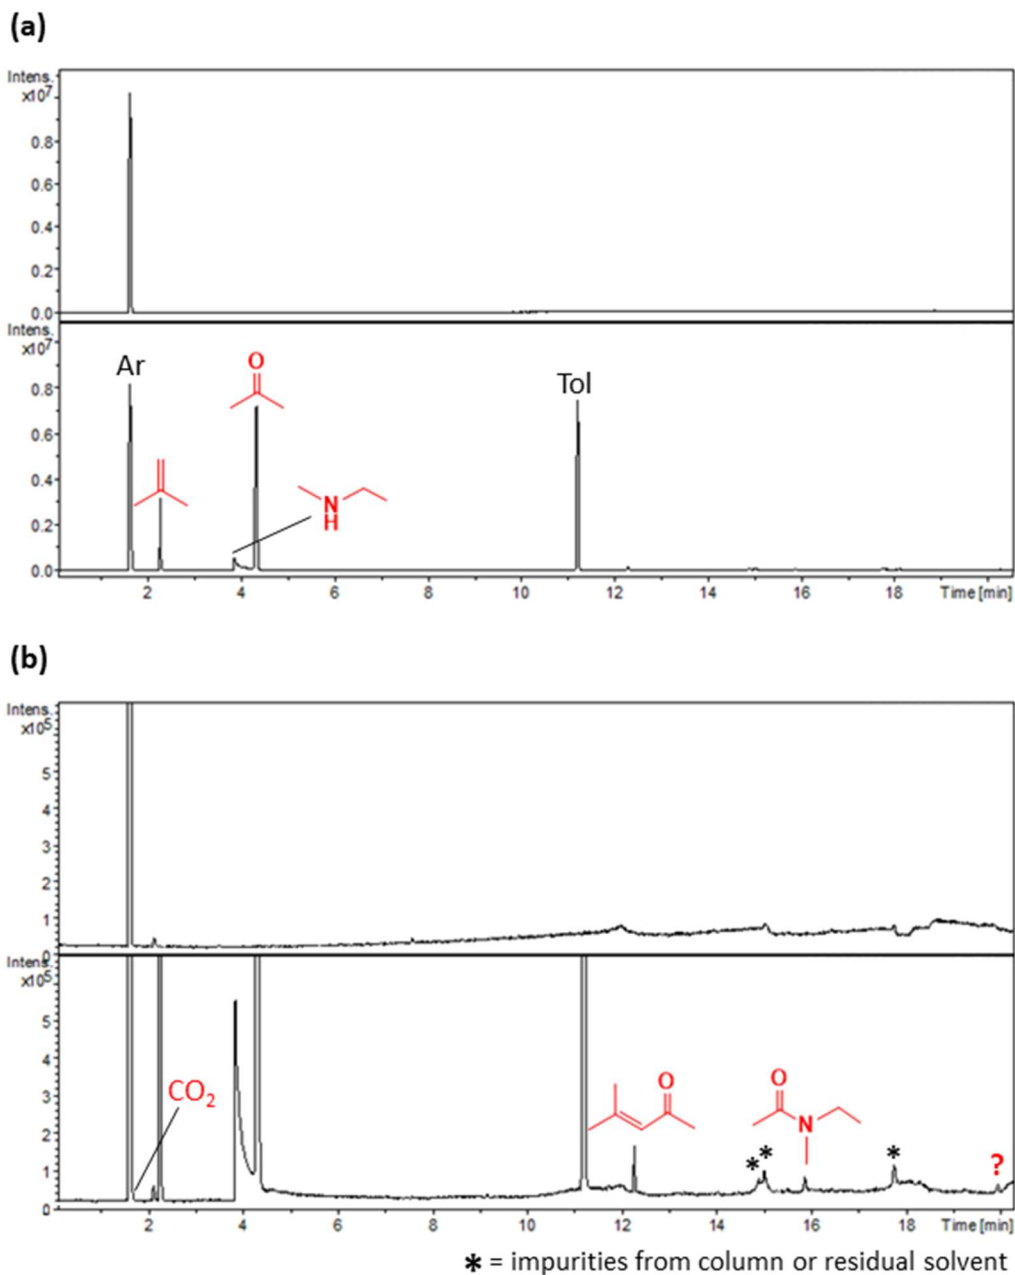 (a)
Intens.
x10⁷
0.8
0.6
0.4
0.2
0.0
Intens.
x10⁷
0.8
0.6
0.4
0.2
0.0
Ar
O
N
H
Tol
2 4 6 8 10 12 14 16 18 Time [min]
(b)
Intens.
x10⁵
5
4
3
2
1
0
Intens.
x10⁵
5
4
3
2
1
0
CO₂
O
O
N
* * * ?
2 4 6 8 10 12 14 16 18 Time [min]
* = impurities from column or residual solvent